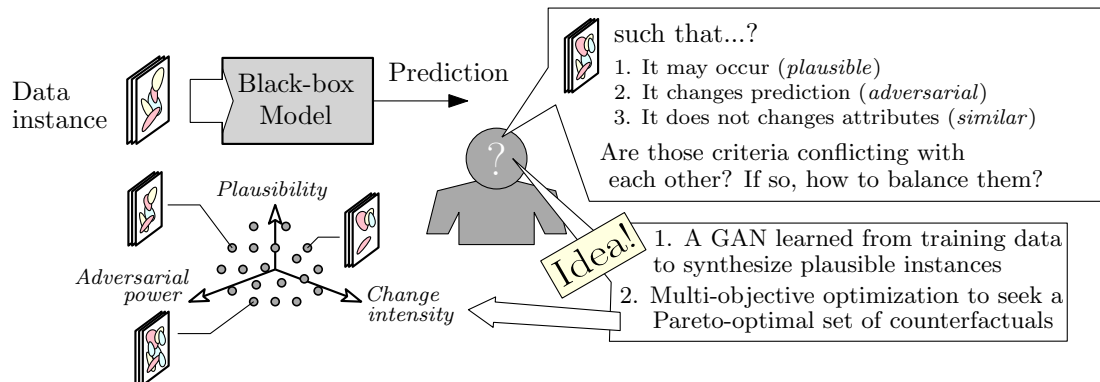 Data
instance
Black-box
Model
Prediction
such that...?
1. It may occur (plausible)
2. It changes prediction (adversarial)
3. It does not changes attributes (similar)
Are those criteria conflicting with
each other? If so, how to balance them?
?
Plausibility
Adversarial
power
Change
intensity
Idea!
1. A GAN learned from training data
to synthesize plausible instances
2. Multi-objective optimization to seek a
Pareto-optimal set of counterfactuals